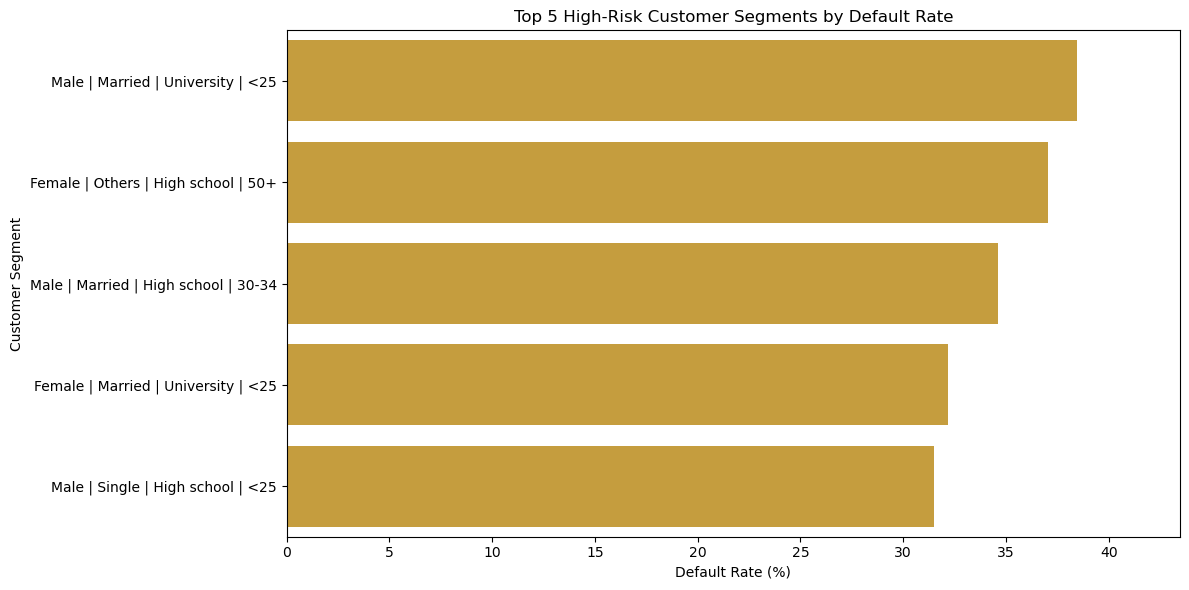 Top 5 High-Risk Customer Segments by Default Rate
Customer Segment
Male | Married | University | <25
Female | Others | High school | 50+
Male | Married | High school | 30-34
Female | Married | University | <25
Male | Single | High school | <25
0 5 10 15 20 25 30 35 40
Default Rate (%)